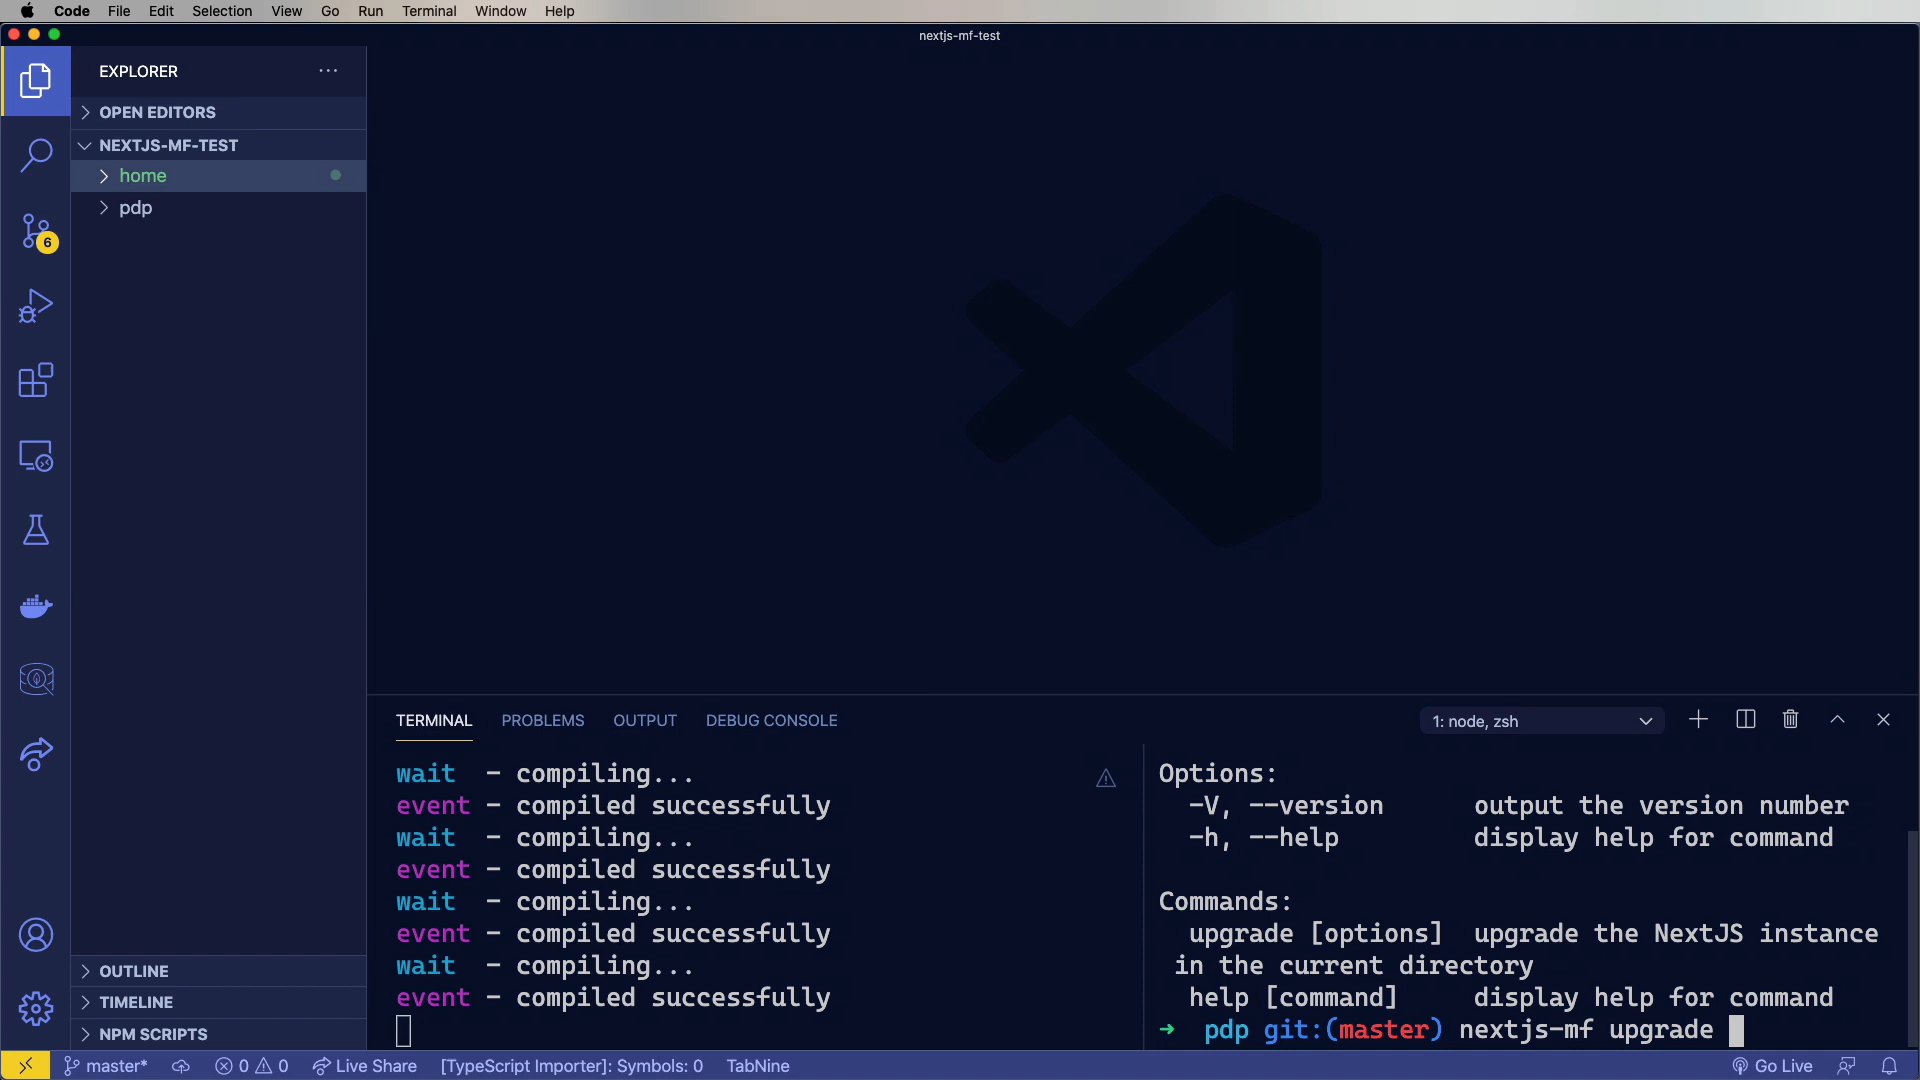 Code File Edit Selection View Go Run Terminal Window Help
nextjs-mf-test
EXPLORER
OPEN EDITORS
NEXTJS-MF-TEST
home
pdp
6
OUTLINE
TIMELINE
NPM SCRIPTS
TERMINAL PROBLEMS OUTPUT DEBUG CONSOLE
1: node, zsh
wait - compiling...
event - compiled successfully
wait - compiling...
event - compiled successfully
wait - compiling...
event - compiled successfully
wait - compiling...
event - compiled successfully
Options:
-V, --version output the version number
-h, --help display help for command
Commands:
upgrade [options] upgrade the NextJS instance
in the current directory
help [command] display help for command
➜ pdp git:(master) nextjs-mf upgrade
master* 0 0 Live Share [TypeScript Importer]: Symbols: 0 TabNine Go Live